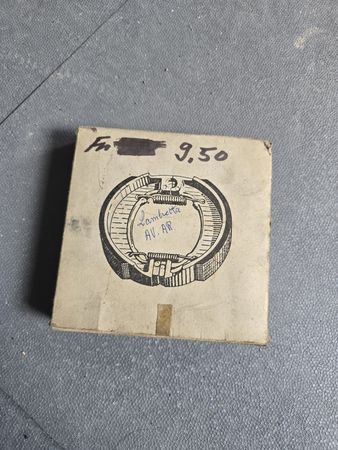 Fr 9,50
Lambretta
AV. AR